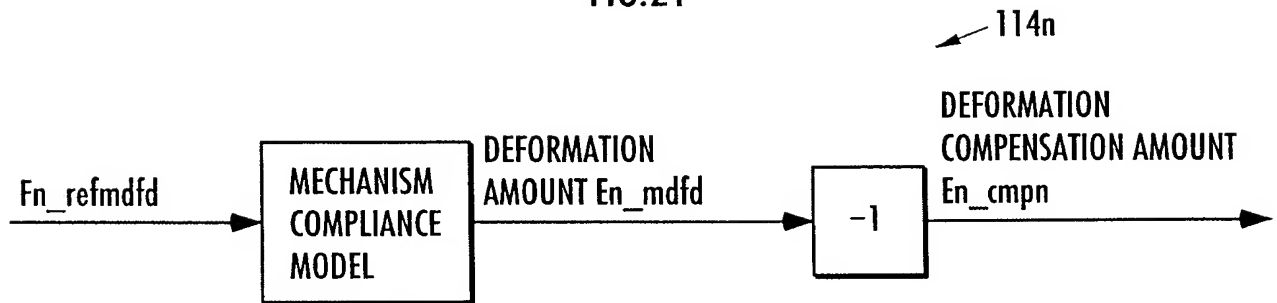 114n
DEFORMATION
COMPENSATION AMOUNT
En_cmpn
DEFORMATION
AMOUNT En_mdfd
Fn_refmdfd
MECHANISM
COMPLIANCE
MODEL
-1